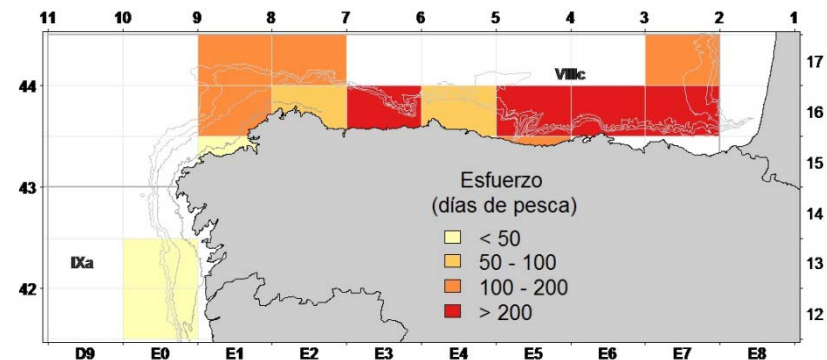 11 10 9 8 7 6 5 4 3 2 1
17
44
VIIIc
16
15
43
Esfuerzo
(días de pesca)
14
< 50
IXa
50 - 100
13
100 - 200
42
> 200
12
D9 E0 E1 E2 E3 E4 E5 E6 E7 E8